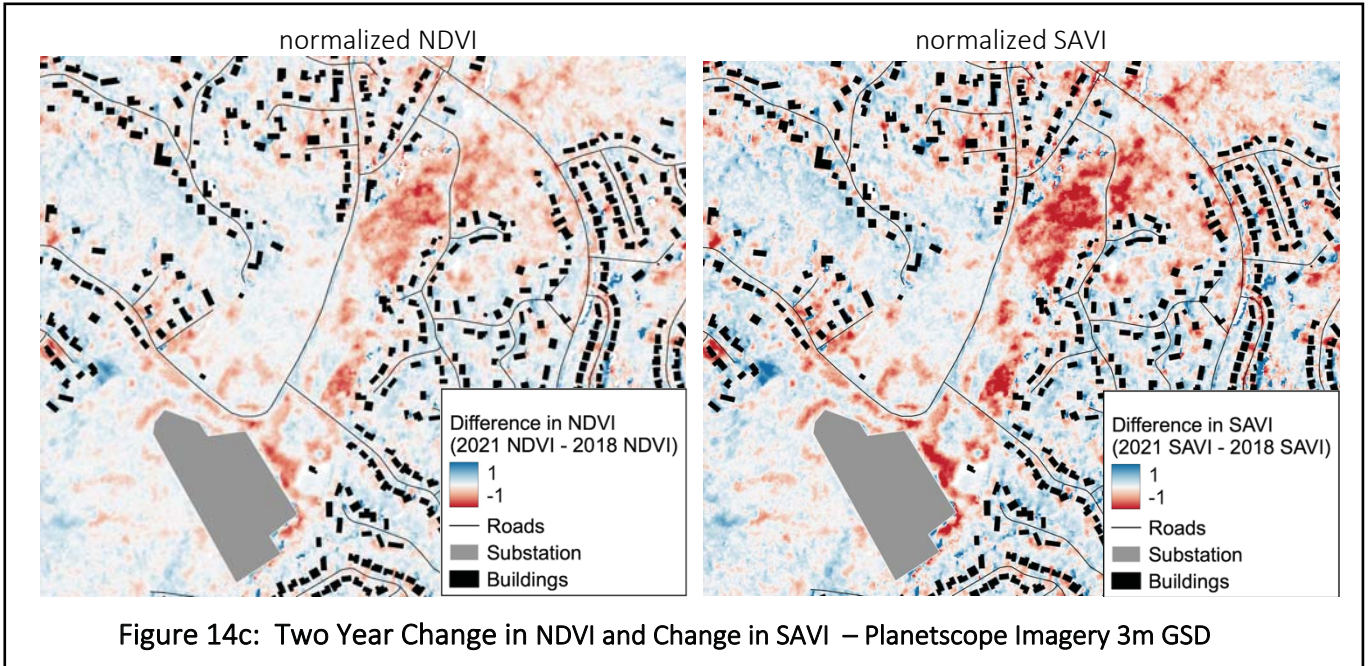 normalized NDVI
normalized SAVI
Difference in NDVI
(2021 NDVI - 2018 NDVI)
1
-1
Roads
Substation
Buildings
Difference in SAVI
(2021 SAVI - 2018 SAVI)
1
-1
Roads
Substation
Buildings
Figure 14c: Two Year Change in NDVI and Change in SAVI – Planetscope Imagery 3m GSD